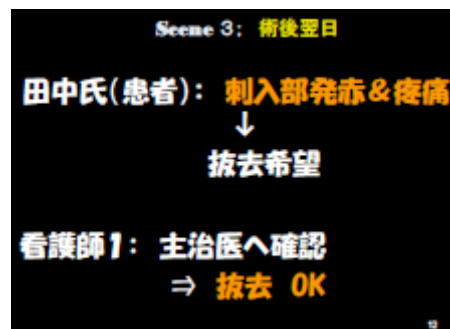 Scene 3: 術後翌日
田中氏(患者): 刺入部発赤&疼痛
↓
抜去希望
看護師1: 主治医へ確認
⇒ 抜去 OK